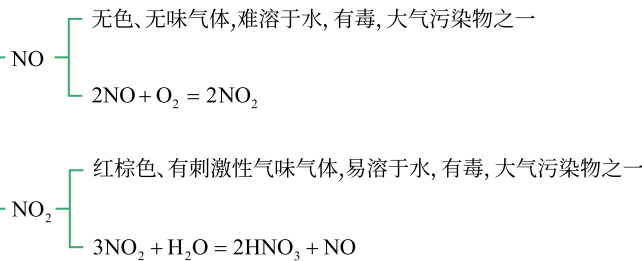 无色、无味气体,难溶于水, 有毒, 大气污染物之一
NO
2NO + O₂ = 2NO₂
红棕色、有刺激性气味气体,易溶于水, 有毒, 大气污染物之一
NO₂
3NO₂ + H₂O = 2HNO₃ + NO